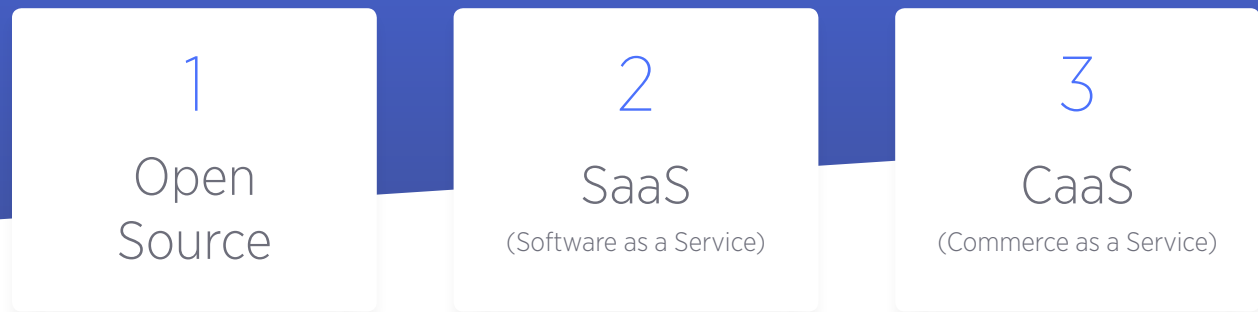 1
Open
Source
2
SaaS
(Software as a Service)
3
CaaS
(Commerce as a Service)